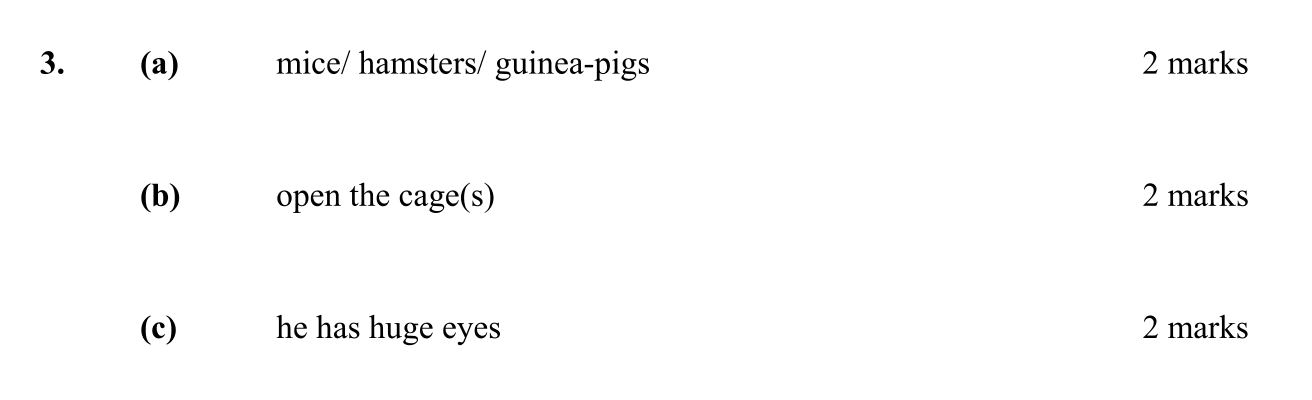 3. (a) mice/ hamsters/ guinea-pigs 2 marks
(b) open the cage(s) 2 marks
(c) he has huge eyes 2 marks